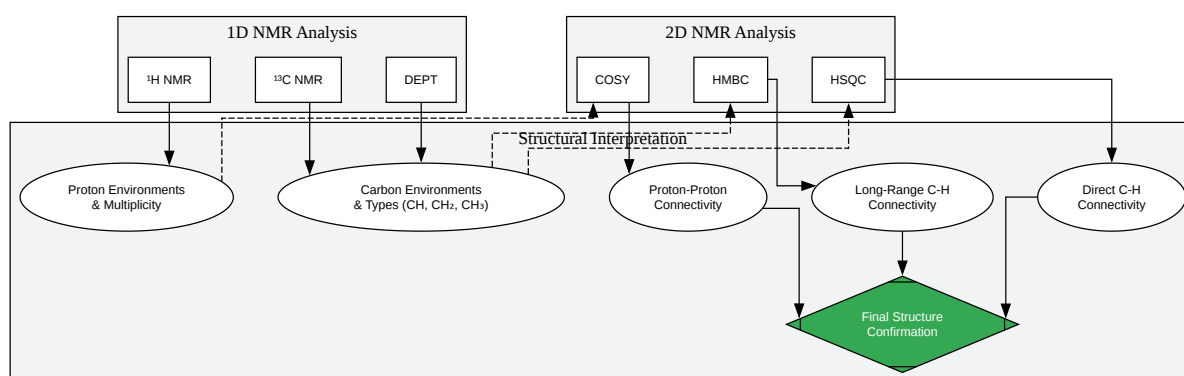 1D NMR Analysis
2D NMR Analysis
¹H NMR
¹³C NMR
DEPT
COSY
HMBC
HSQC
Structural Interpretation
Proton Environments
& Multiplicity
Carbon Environments
& Types (CH, CH₂, CH₃)
Proton-Proton
Connectivity
Long-Range C-H
Connectivity
Direct C-H
Connectivity
Final Structure
Confirmation